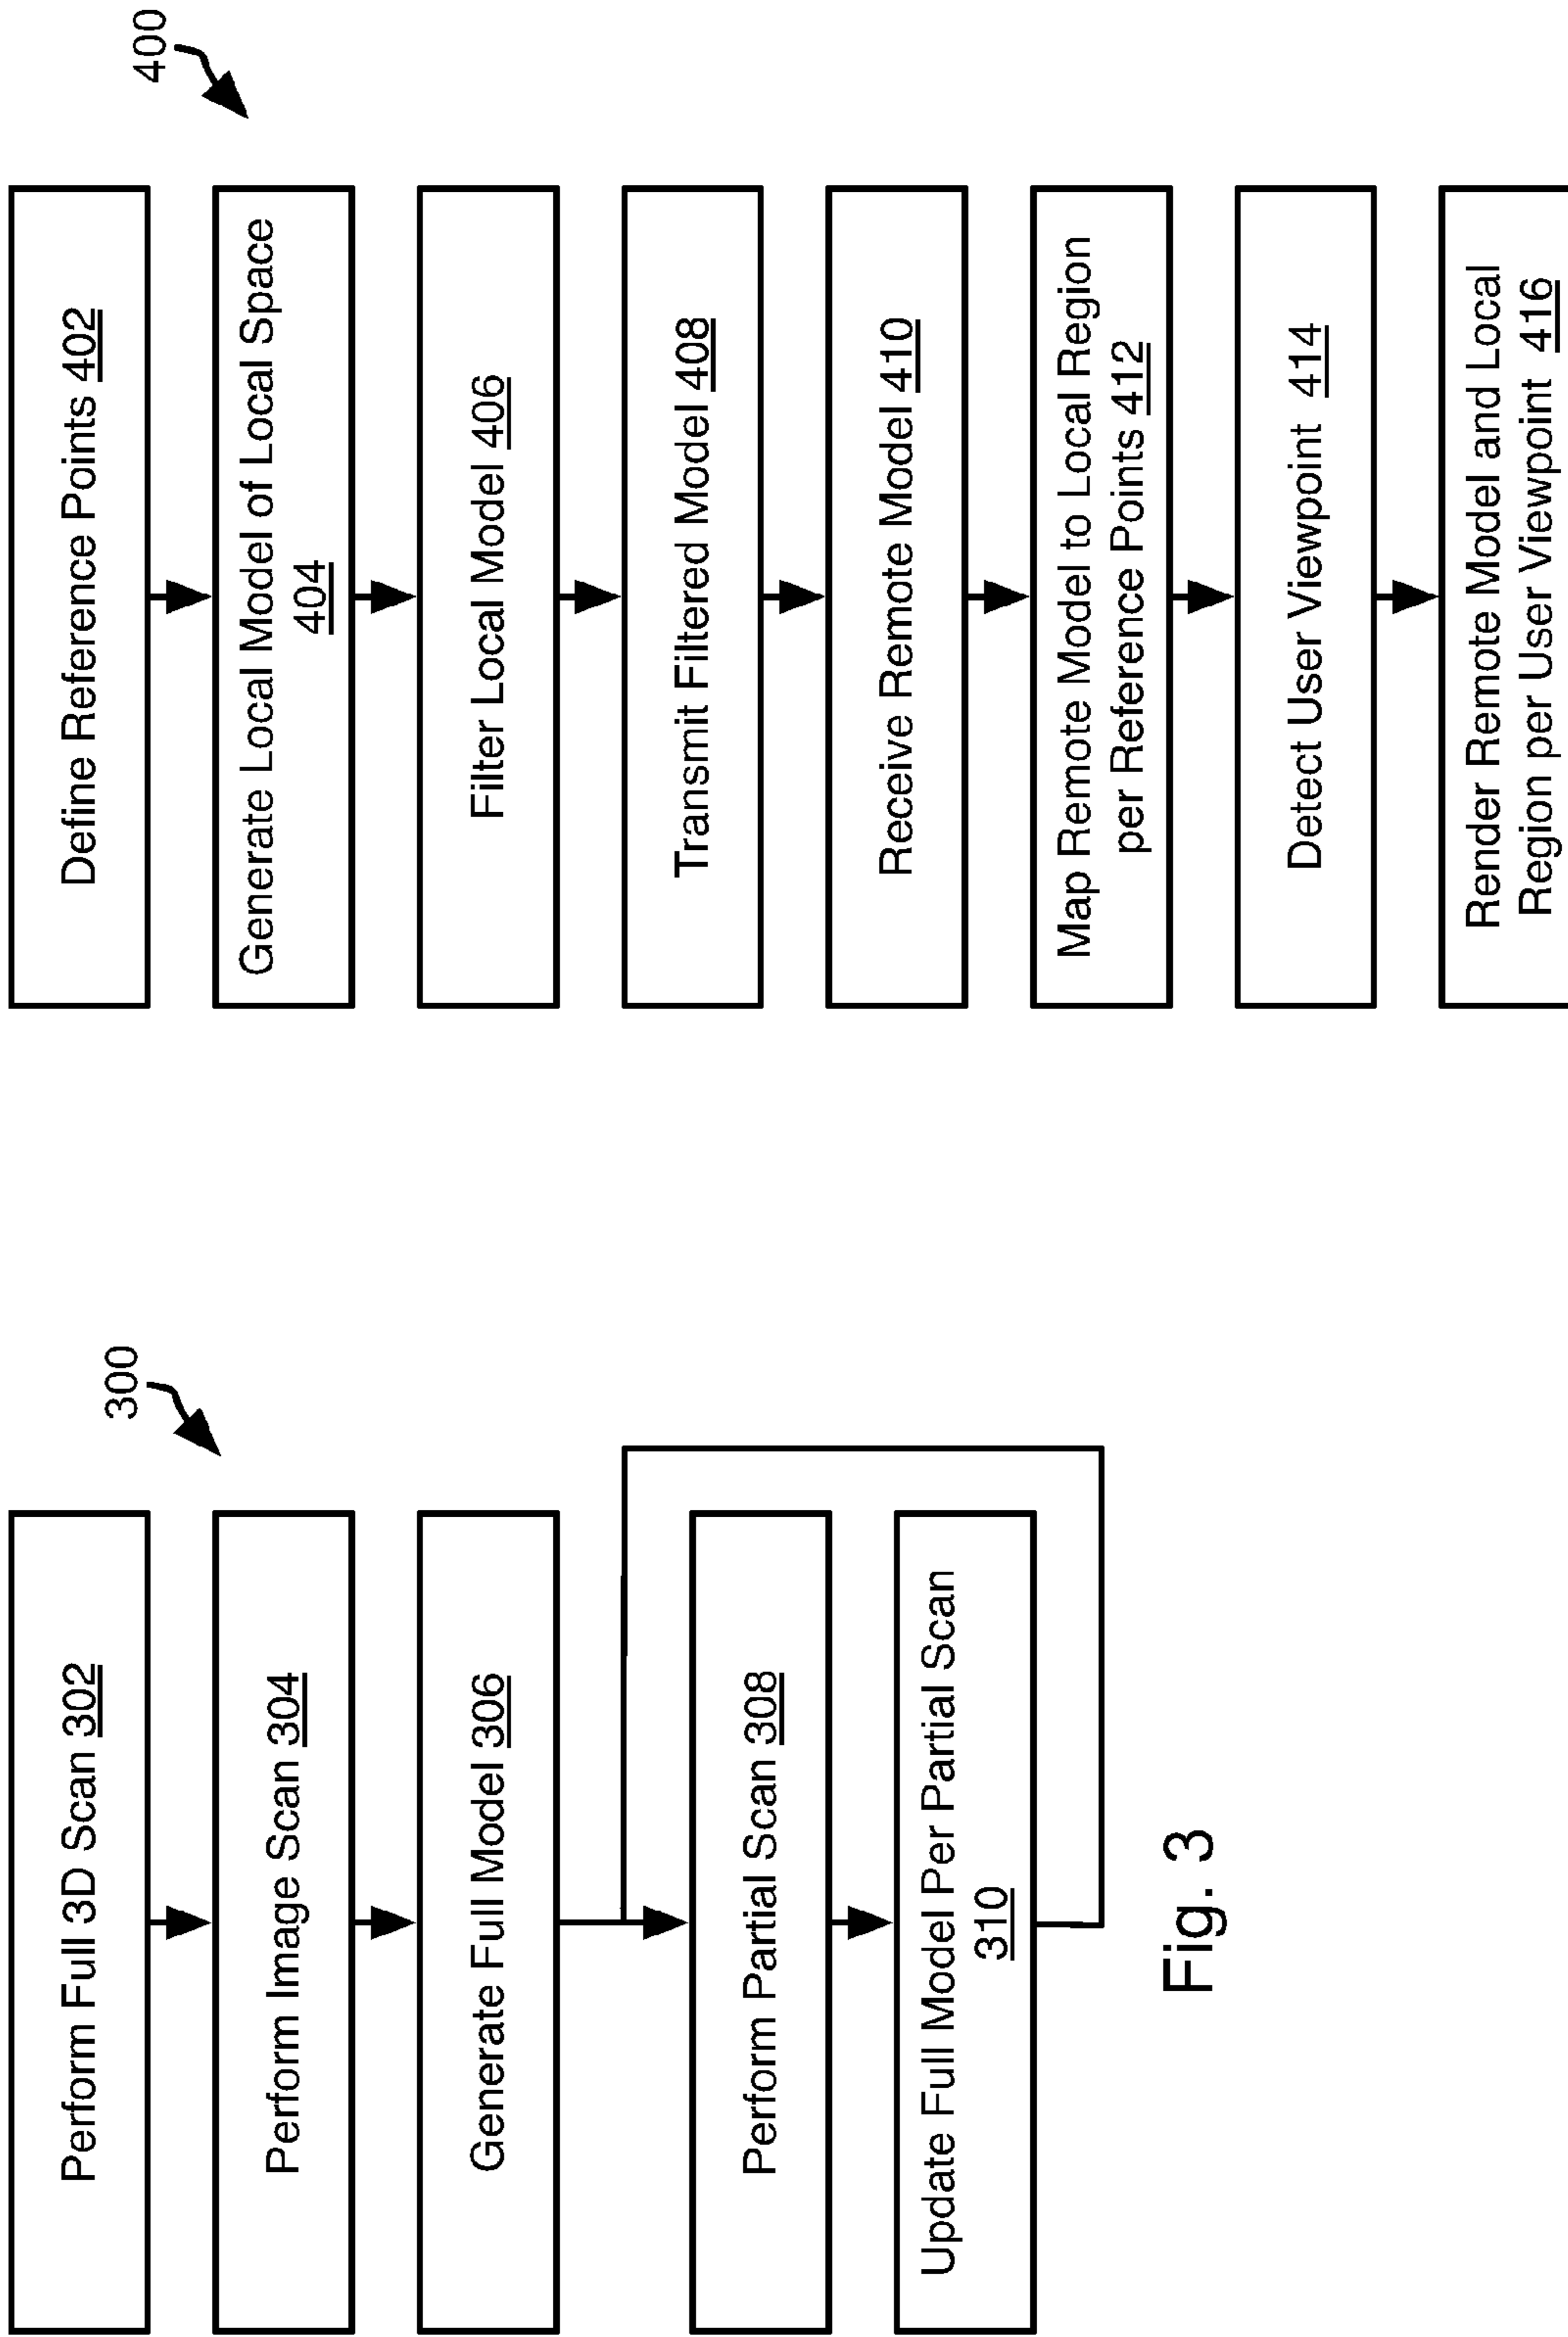 300
Perform Full 3D Scan 302
Perform Image Scan 304
Generate Full Model 306
Perform Partial Scan 308
Update Full Model Per Partial Scan
310
Fig. 3
400
Define Reference Points 402
Generate Local Model of Local Space
404
Filter Local Model 406
Transmit Filtered Model 408
Receive Remote Model 410
Map Remote Model to Local Region
per Reference Points 412
Detect User Viewpoint 414
Render Remote Model and Local
Region per User Viewpoint 416